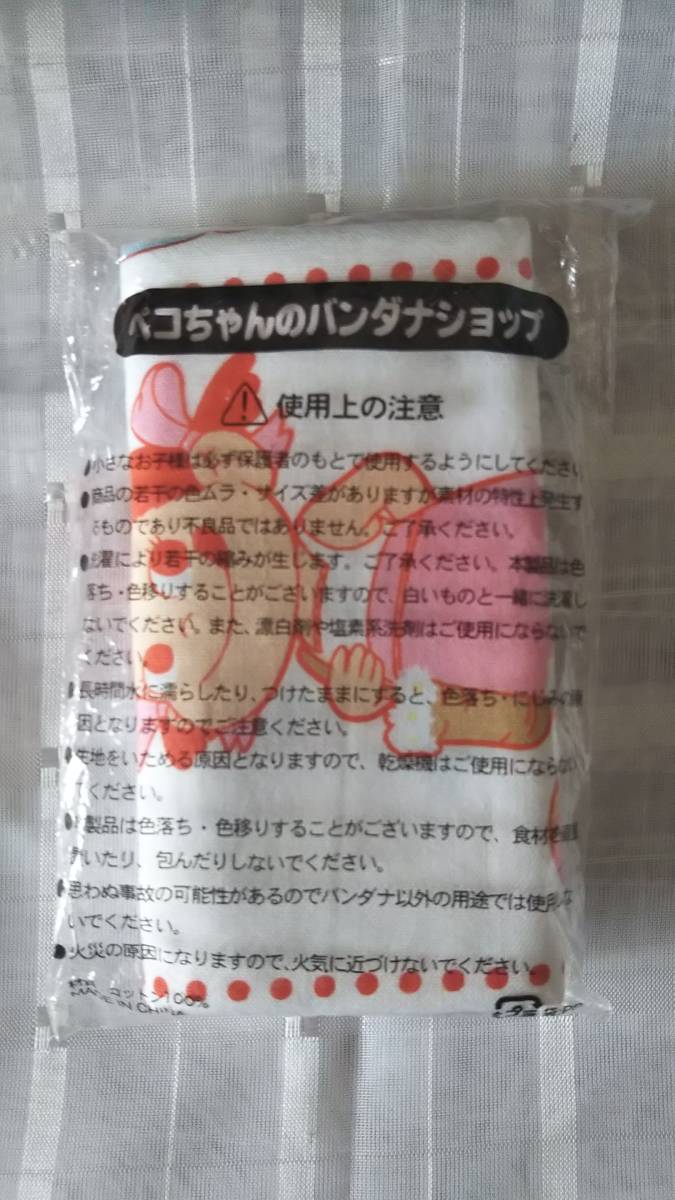 ペコちゃんのバンダナショップ
使用上の注意
●小さなお子様は必ず保護者のもとで使用するようにしてください
●商品の若干の色ムラ・サイズ差がありますが素材の特性上発生す
るものであり不良品ではありません。ご了承ください。
●洗濯により若干の縮みが生じます。ご了承ください。本製品は色
落ち・色移りすることがございますので、白いものと一緒に洗濯し
ないでください。また、漂白剤や塩素系洗剤はご使用にならないで
ください。
●長時間水に濡らしたり、つけたままにすると、色落ち・にじみの原
因となりますのでご注意ください。
●生地をいためる原因となりますので、乾燥機はご使用にならない
でください。
●本製品は色落ち・色移りすることがございますので、食材を直接
置いたり、包んだりしないでください。
●思わぬ事故の可能性があるのでバンダナ以外の用途では使用しな
いでください。
●火災の原因になりますので、火気に近づけないでください。
コットン100%
MADE IN CHINA